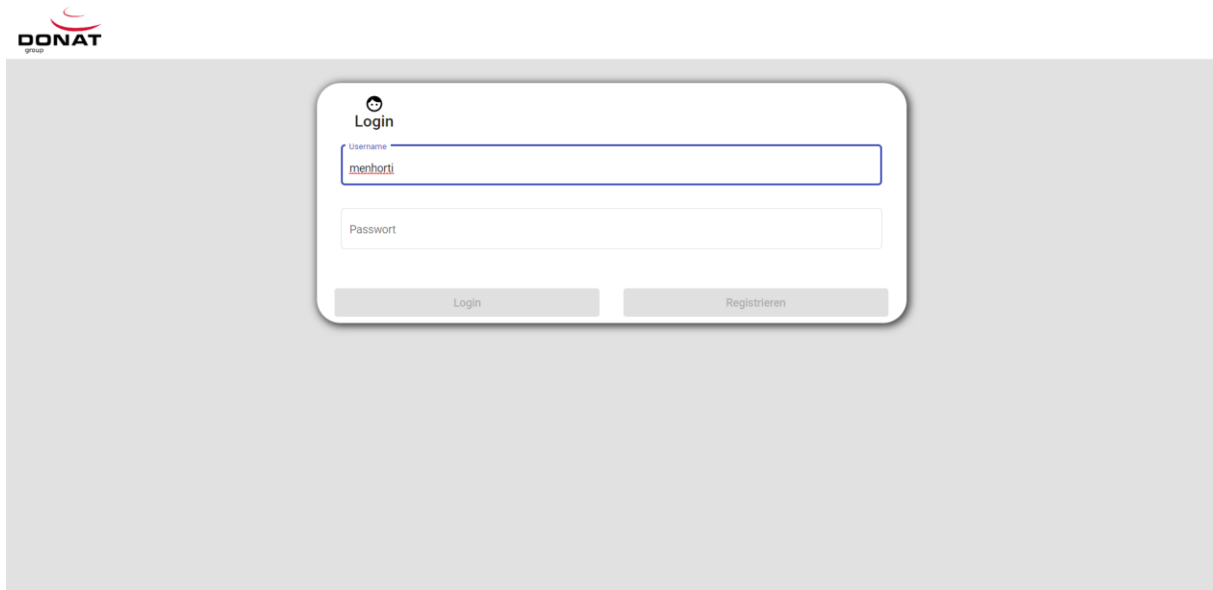 DONAT
group
Login
Username
menhorti
Passwort
Login Registrieren